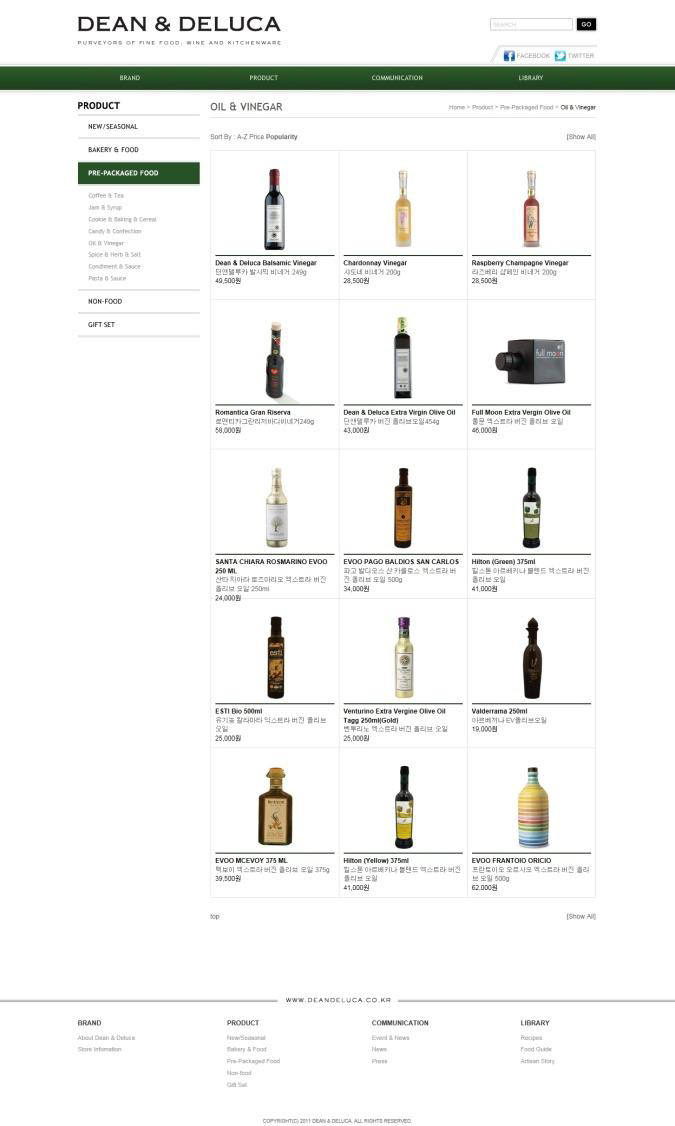 DEAN & DELUCA
PURVEYORS OF FINE FOOD, WINE AND KITCHENWARE
SEARCH
GO
FACEBOOK
TWITTER
BRAND
PRODUCT
COMMUNICATION
LIBRARY
PRODUCT
NEW/SEASONAL
BAKERY & FOOD
PRE-PACKAGED FOOD
Coffee & Tea
Jam & Syrup
Cookie & Baking & Cereal
Candy & Confection
Oil & Vinegar
Spice & Herb & Salt
Condiment & Sauce
Pasta & Sauce
NON-FOOD
GIFT SET
OIL & VINEGAR
Home > Product > Pre-Packaged Food > Oil & Vinegar
Sort By : A-Z Price Popularity
[Show All]
Dean & Deluca Balsamic Vinegar
딘앤델루카 발사믹 비네거 249g
49,500원
Chardonnay Vinegar
샤도네 비네거 200g
28,500원
Raspberry Champagne Vinegar
라즈베리 샴페인 비네거 200g
28,500원
Romantica Gran Riserva
로맨티카그란리저바디비네거249g
58,000원
Dean & Deluca Extra Virgin Olive Oil
딘앤델루카 버진 올리브오일454g
43,000원
full moon
Full Moon Extra Vergin Olive Oil
풀문 엑스트라 버진 올리브 오일
46,000원
SANTA CHIARA ROSMARINO EVOO
250 ML
산타 치아라 로즈마리오 엑스트라 버진
올리브 오일 250ml
24,000원
EVOO PAGO BALDIOS SAN CARLOS
파고 발디오스 산 카를로스 엑스트라 버
진 올리브 오일 500g
34,000원
Hilton (Green) 375ml
힐스톤 아르베키나 블렌드 엑스트라 버진
올리브 오일
41,000원
esti
ESTI Bio 500ml
유기농 칼라마타 익스트라 버진 올리브
오일
25,000원
Venturino Extra Vergine Olive Oil
Tagg 250ml(Gold)
벤투리노 엑스트라 버진 올리브 오일
25,000원
Valderrama 250ml
아르베끼나 EV올리브오일
19,000원
EVOO MCEVOY 375 ML
맥보이 엑스트라 버진 올리브 오일 375g
39,500원
Hilton (Yellow) 375ml
힐스톤 아르베키나 블렌드 엑스트라 버진
올리브 오일
41,000원
EVOO FRANTOIO ORICIO
프란토이오 오르시오 엑스트라 버진 올리
브 오일 500g
62,000원
top
[Show All]
WWW.DEANDELUCA.CO.KR
BRAND
About Dean & Deluca
Store Infomation
PRODUCT
New/Seasonal
Bakery & Food
Pre-Packaged Food
Non-food
Gift Set
COMMUNICATION
Event & News
News
Press
LIBRARY
Recipes
Food Guide
Artisan Story
COPYRIGHT(C) 2011 DEAN & DELUCA. ALL RIGHTS RESERVED.